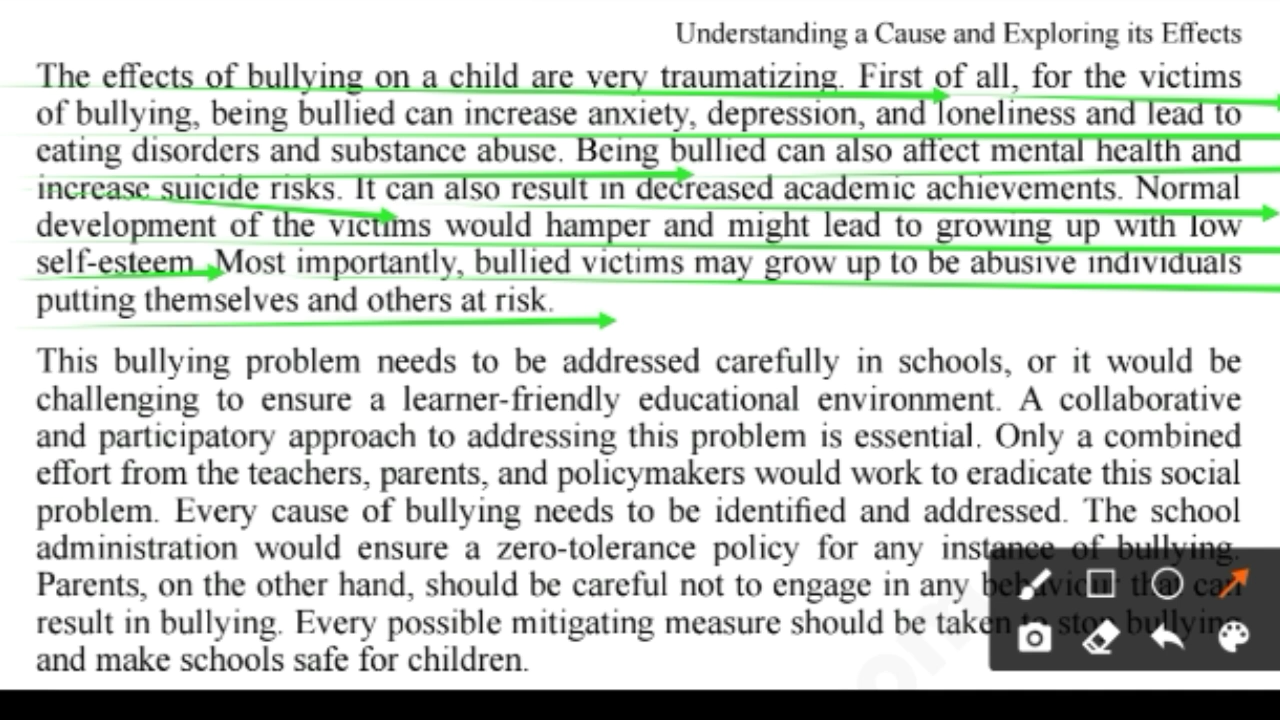 Understanding a Cause and Exploring its Effects
The effects of bullying on a child are very traumatizing. First of all, for the victims
of bullying, being bullied can increase anxiety, depression, and loneliness and lead to
eating disorders and substance abuse. Being bullied can also affect mental health and
increase suicide risks. It can also result in decreased academic achievements. Normal
development of the victims would hamper and might lead to growing up with low
self-esteem. Most importantly, bullied victims may grow up to be abusive individuals
putting themselves and others at risk.
This bullying problem needs to be addressed carefully in schools, or it would be
challenging to ensure a learner-friendly educational environment. A collaborative
and participatory approach to addressing this problem is essential. Only a combined
effort from the teachers, parents, and policymakers would work to eradicate this social
problem. Every cause of bullying needs to be identified and addressed. The school
administration would ensure a zero-tolerance policy for any instance of bullying.
Parents, on the other hand, should be careful not to engage in any behaviour that can
result in bullying. Every possible mitigating measure should be taken to stop bullying
and make schools safe for children.